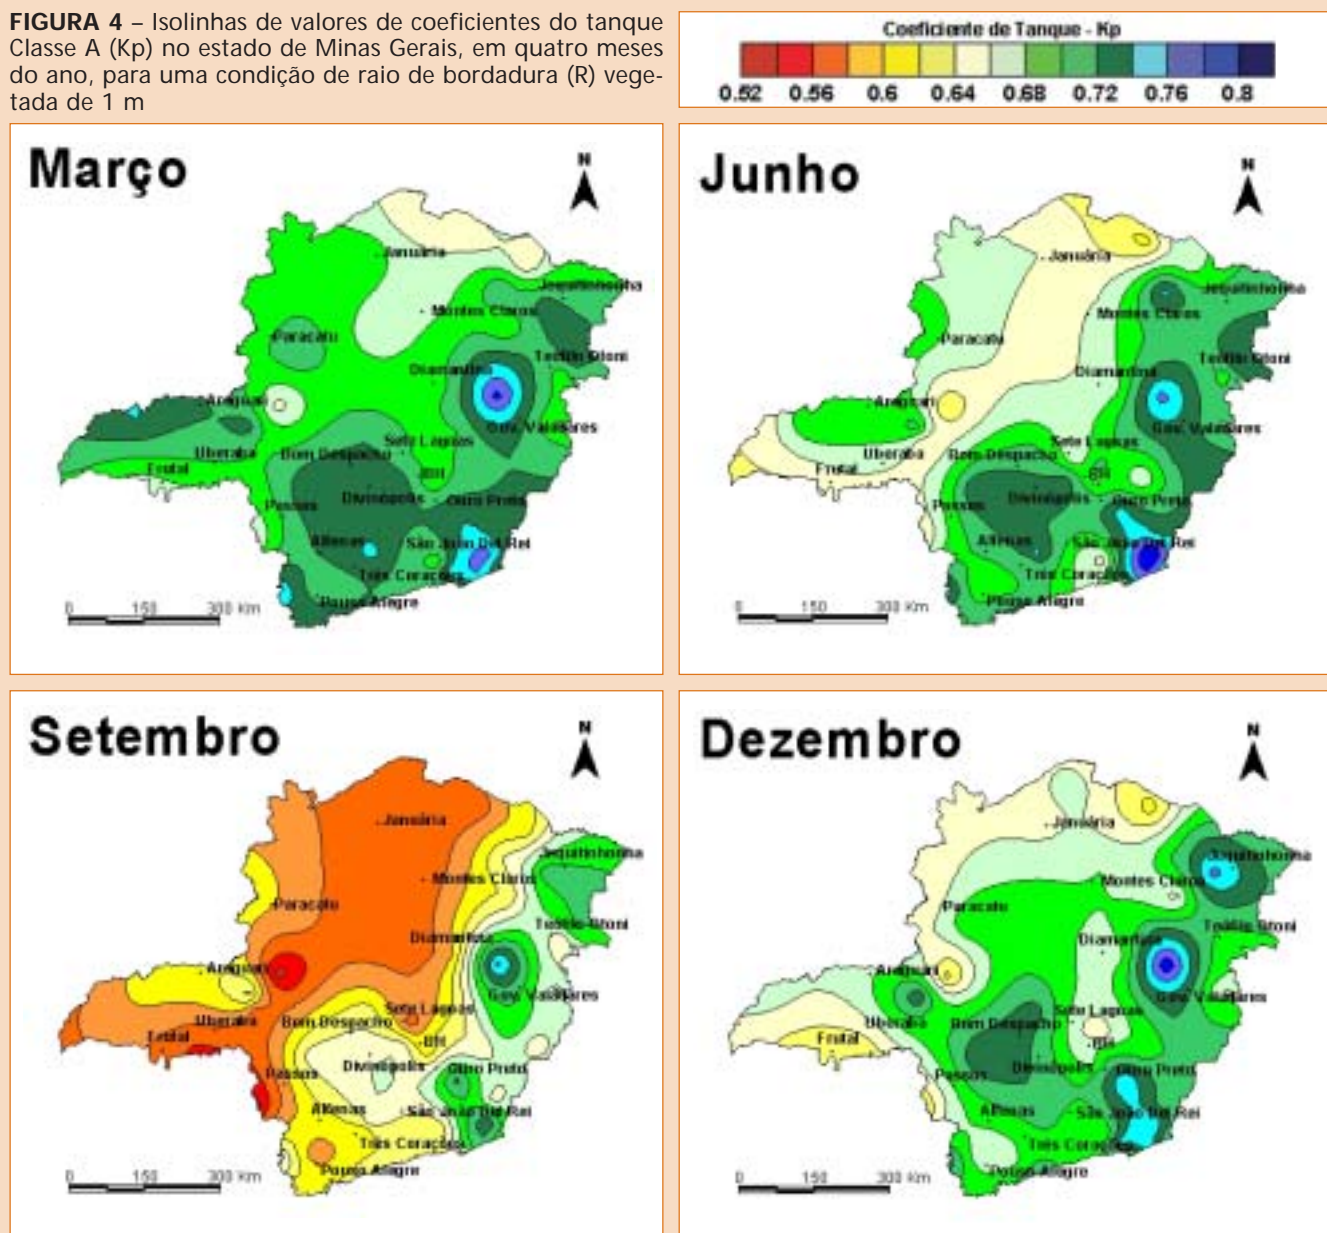 FIGURA 4 – Isolinhas de valores de coeficientes do tanque
Classe A (Kp) no estado de Minas Gerais, em quatro meses
do ano, para uma condição de raio de bordadura (R) vege-
tada de 1 m
Coeficiente de Tanque - Kp
0.52 0.56 0.6 0.64 0.68 0.72 0.76 0.8
Março
N
Januária
Jequitinhonha
Montes Claros
Paracatu
Teófilo Otoni
Diamantina
Araguari
Gov. Valadares
Sete Lagoas
Uberaba
Bom Despacho
Frutal
BH
Divinópolis
Ouro Preto
Passos
Alfenas
São João Del Rei
Três Corações
Pouso Alegre
0 150 300 Km
Junho
N
Januária
Jequitinhonha
Montes Claros
Paracatu
Teófilo Otoni
Diamantina
Araguari
Gov. Valadares
Sete Lagoas
Uberaba
Bom Despacho
Frutal
BH
Divinópolis
Ouro Preto
Passos
Alfenas
São João Del Rei
Três Corações
Pouso Alegre
0 150 300 Km
Setembro
N
Januária
Jequitinhonha
Montes Claros
Paracatu
Teófilo Otoni
Diamantina
Araguari
Gov. Valadares
Sete Lagoas
Uberaba
Bom Despacho
Frutal
BH
Divinópolis
Ouro Preto
Passos
Alfenas
São João Del Rei
Três Corações
Pouso Alegre
0 150 300 Km
Dezembro
N
Januária
Jequitinhonha
Montes Claros
Paracatu
Teófilo Otoni
Diamantina
Araguari
Gov. Valadares
Sete Lagoas
Uberaba
Bom Despacho
Frutal
BH
Divinópolis
Ouro Preto
Passos
Alfenas
São João Del Rei
Três Corações
Pouso Alegre
0 150 300 Km